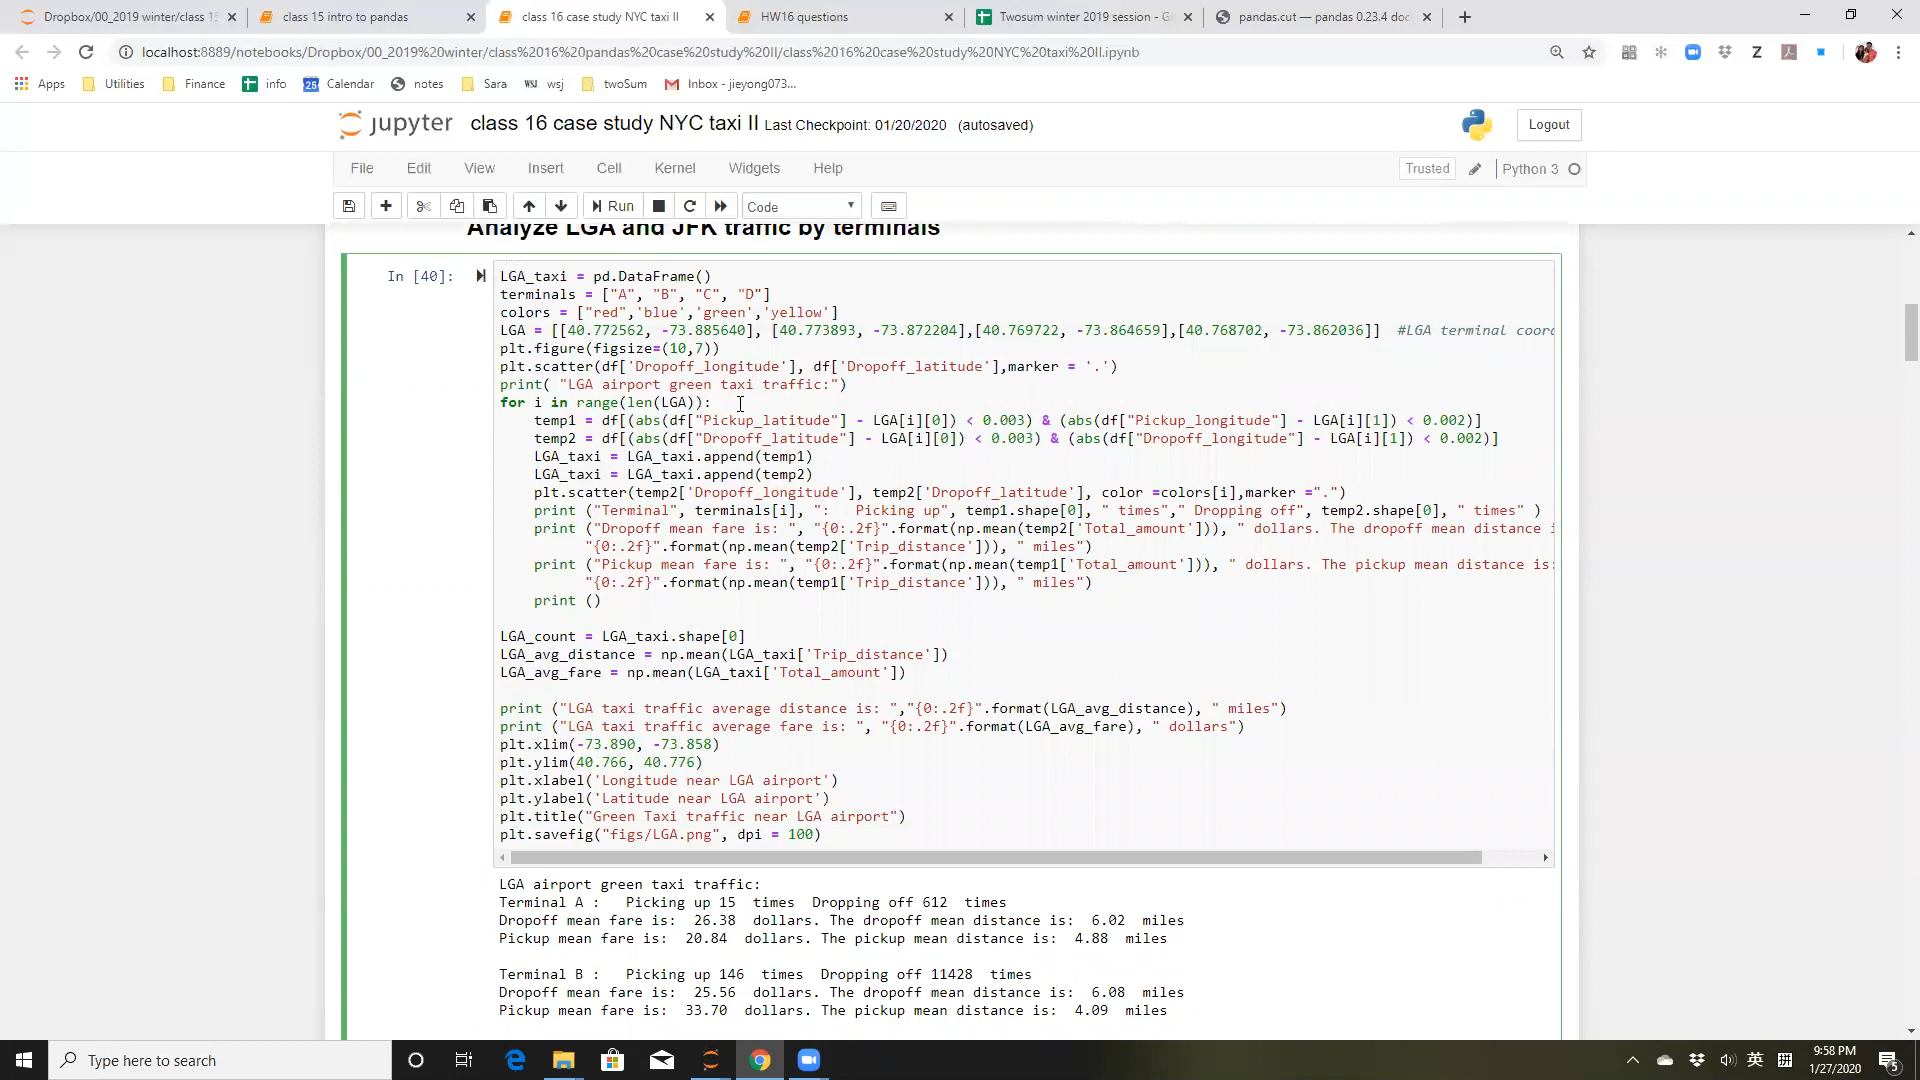 Dropbox/00_2019 winter/class 15
class 15 intro to pandas
class 16 case study NYC taxi II
HW16 questions
Twosum winter 2019 session - G
pandas.cut — pandas 0.23.4 doc
localhost:8889/notebooks/Dropbox/00_2019%20winter/class%2016%20pandas%20case%20study%20II/class%2016%20case%20study%20NYC%20taxi%20II.ipynb
Apps Utilities Finance info 25 Calendar notes Sara WSJ wsj twoSum Inbox - jieyong073...
jupyter class 16 case study NYC taxi II Last Checkpoint: 01/20/2020 (autosaved) Logout
File Edit View Insert Cell Kernel Widgets Help Trusted Python 3
Run Code
Analyze LGA and JFK traffic by terminals
In [40]: LGA_taxi = pd.DataFrame()
terminals = ["A", "B", "C", "D"]
colors = ["red",'blue','green','yellow']
LGA = [[40.772562, -73.885640], [40.773893, -73.872204],[40.769722, -73.864659],[40.768702, -73.862036]]  #LGA terminal coord
plt.figure(figsize=(10,7))
plt.scatter(df['Dropoff_longitude'], df['Dropoff_latitude'],marker = '.')
print( "LGA airport green taxi traffic:")
for i in range(len(LGA)):
    temp1 = df[(abs(df["Pickup_latitude"] - LGA[i][0]) < 0.003) & (abs(df["Pickup_longitude"] - LGA[i][1]) < 0.002)]
    temp2 = df[(abs(df["Dropoff_latitude"] - LGA[i][0]) < 0.003) & (abs(df["Dropoff_longitude"] - LGA[i][1]) < 0.002)]
    LGA_taxi = LGA_taxi.append(temp1)
    LGA_taxi = LGA_taxi.append(temp2)
    plt.scatter(temp2['Dropoff_longitude'], temp2['Dropoff_latitude'], color =colors[i],marker =".")
    print ("Terminal", terminals[i], ":   Picking up", temp1.shape[0], " times"," Dropping off", temp2.shape[0], " times" )
    print ("Dropoff mean fare is: ", "{0:.2f}".format(np.mean(temp2['Total_amount'])), " dollars. The dropoff mean distance i
          "{0:.2f}".format(np.mean(temp2['Trip_distance'])), " miles")
    print ("Pickup mean fare is: ", "{0:.2f}".format(np.mean(temp1['Total_amount'])), " dollars. The pickup mean distance is:
          "{0:.2f}".format(np.mean(temp1['Trip_distance'])), " miles")
    print ()
LGA_count = LGA_taxi.shape[0]
LGA_avg_distance = np.mean(LGA_taxi['Trip_distance'])
LGA_avg_fare = np.mean(LGA_taxi['Total_amount'])
print ("LGA taxi traffic average distance is: ","{0:.2f}".format(LGA_avg_distance), " miles")
print ("LGA taxi traffic average fare is: ", "{0:.2f}".format(LGA_avg_fare), " dollars")
plt.xlim(-73.890, -73.858)
plt.ylim(40.766, 40.776)
plt.xlabel('Longitude near LGA airport')
plt.ylabel('Latitude near LGA airport')
plt.title("Green Taxi traffic near LGA airport")
plt.savefig("figs/LGA.png", dpi = 100)
LGA airport green taxi traffic:
Terminal A :   Picking up 15  times  Dropping off 612  times
Dropoff mean fare is:  26.38  dollars. The dropoff mean distance is:  6.02  miles
Pickup mean fare is:  20.84  dollars. The pickup mean distance is:  4.88  miles
Terminal B :   Picking up 146  times  Dropping off 11428  times
Dropoff mean fare is:  25.56  dollars. The dropoff mean distance is:  6.08  miles
Pickup mean fare is:  33.70  dollars. The pickup mean distance is:  4.09  miles
Type here to search
英 拼 9:58 PM
1/27/2020
5